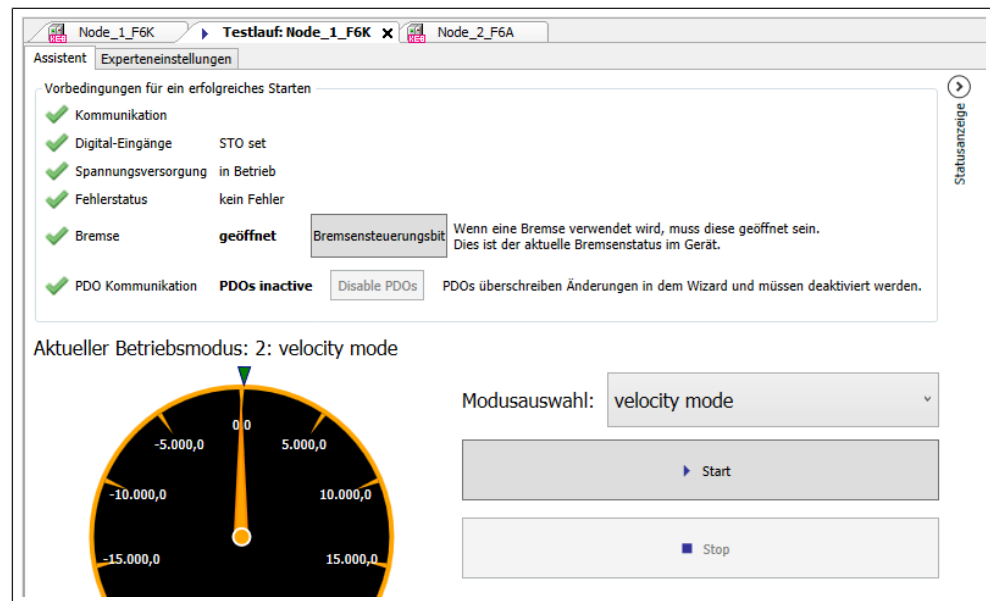 Node_1_F6K Testlauf: Node_1_F6K Node_2_F6A
Assistent Experteneinstellungen
Vorbedingungen für ein erfolgreiches Starten
Kommunikation
Digital-Eingänge STO set
Spannungsversorgung in Betrieb
Fehlerstatus kein Fehler
Bremse geöffnet Bremsensteuerungsbit Wenn eine Bremse verwendet wird, muss diese geöffnet sein.
Dies ist der aktuelle Bremsenstatus im Gerät.
PDO Kommunikation PDOs inactive Disable PDOs PDOs überschreiben Änderungen in dem Wizard und müssen deaktiviert werden.
Statusanzeige
Aktueller Betriebsmodus: 2: velocity mode
Modusauswahl: velocity mode
0,0
-5.000,0 5.000,0
Start
-10.000,0 10.000,0
Stop
-15.000,0 15.000,0